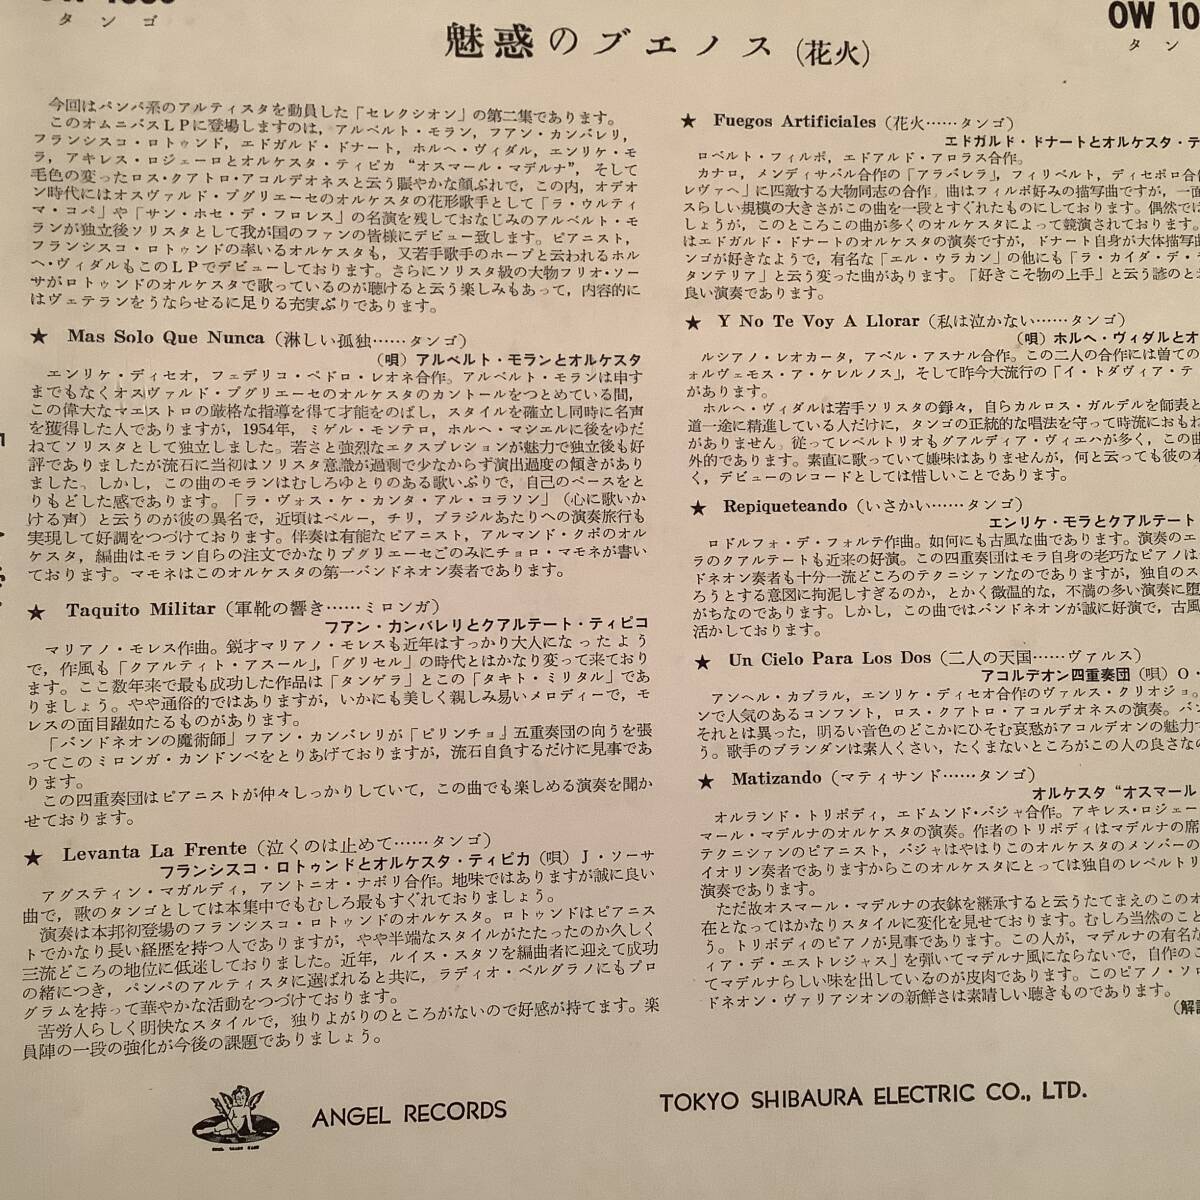 タンゴ
魅惑のブエノス(花火)
OW 10
タン
今回はパンパ系のアルティスタを動員した「セレクシオン」の第二集であります。
このオムニバスLPに登場しますのは，アルベルト・モラン，フアン・カンバレリ，
フランシスコ・ロトゥンド，エドガルド・ドナート，ホルヘ・ヴィダル，エンリケ・モ
ラ，アキレス・ロジェーロとオルケスタ・ティピカ“オスマール・マデルナ”，そして
毛色の変ったロス・クアトロ・アコルデオネスと云う賑やかな顔ぶれで，この内，オデオ
ン時代にはオスヴァルド・プグリエーセのオルケスタの花形歌手として「ラ・ウルティ
マ・コパ」や「サン・ホセ・デ・フロレス」の名演を残しておなじみのアルベルト・モ
ランが独立後ソリスタとして我が国のファンの皆様にデビュー致します。ピアニスト，
フランシスコ・ロトゥンドの率いるオルケスタも，又若手歌手のホープと云われるホル
ヘ・ヴィダルもこのLPでデビューしております。さらにソリスタ級の大物フリオ・ソー
サがロトゥンドのオルケスタで歌っているのが聴けると云う楽しみもあって，内容的に
はヴェテランをうならせるに足りる充実ぶりであります。
★ Mas Solo Que Nunca (淋しい孤独……タンゴ)
(唄) アルベルト・モランとオルケスタ
エンリケ・ディセオ，フェデリコ・ペドロ・レオネ合作。アルベルト・モランは申す
までもなくオスヴァルド・プグリエーセのオルケスタのカントールをつとめている間，
この偉大なマエストロの厳格な指導を得て才能をのばし，スタイルを確立し同時に名声
を獲得した人でありますが，1954年，ミゲル・モンテロ，ホルヘ・マシエルに後をゆだ
ねてソリスタとして独立しました。若さと強烈なエクスプレションが魅力で独立後も好
評でありましたが流石に当初はソリスタ意識が過剰で少なからず演出過度の傾きがあり
ました。しかし，この曲のモランはむしろゆとりのある歌いぶりで，自己のペースをと
りもどした感であります。「ラ・ヴォス・ケ・カンタ・アル・コラソン」(心に歌いか
ける声）と云うのが彼の異名で，近頃はペルー，チリ，ブラジルあたりへの演奏旅行も
実現して好調をつづけております。伴奏は有能なピアニスト，アルマンド・クポのオル
ケスタ，編曲はモラン自らの注文でかなりプグリエーセごのみにチョロ・マモネが書い
ております。マモネはこのオルケスタの第一バンドネオン奏者であります。
★ Taquito Militar (軍靴の響き……ミロンガ)
フアン・カンバレリとクアルテート・ティピコ
マリアノ・モレス作曲。鋭才マリアノ・モレスも近年はすっかり大人になったよう
で，作風も「クアルティト・アスール」，「グリセル」の時代とはかなり変って来ており
ます。ここ数年来で最も成功した作品は「タンゲラ」とこの「タキト・ミリタル」であ
りましょう。やや通俗的ではありますが，いかにも美しく親しみ易いメロディーで，モ
レスの面目躍如たるものがあります。
「バンドネオンの魔術師」フアン・カンバレリが「ピリンチョ」五重奏団の向うを張
ってこのミロンガ・カンドンベをとりあげておりますが，流石自負するだけに見事であ
ります。
この四重奏団はピアニストが仲々しっかりしていて，この曲でも楽しめる演奏を聞か
せております。
★ Levanta La Frente (泣くのは止めて……タンゴ)
フランシスコ・ロトゥンドとオルケスタ・ティピカ (唄) J・ソーサ
アグスティン・マガルディ，アントニオ・ナポリ合作。地味ではありますが誠に良い
曲で，歌のタンゴとしては本集中でもむしろ最もすぐれておりましょう。
演奏は本邦初登場のフランシスコ・ロトゥンドのオルケスタ。ロトゥンドはピアニス
トでかなり長い経歴を持つ人でありますが，やや半端なスタイルがたたったのか久しく
三流どころの地位に低迷しておりました。近年，ルイス・スタソを編曲者に迎えて成功
の緒につき，パンパのアルティスタに選ばれると共に，ラディオ・ベルグラノにもプロ
グラムを持って華やかな活動をつづけております。
苦労人らしく明快なスタイルで，独りよがりのところがないので好感が持てます。楽
員陣の一段の強化が今後の課題でありましょう。
★ Fuegos Artificiales (花火……タンゴ)
エドガルド・ドナートとオルケスタ・テ
ロベルト・フィルポ，エドアルド・アロラス合作。
カナロ，メンディサバル合作の「アラバレラ」，フィリベルト，ディセポロ合作
レヴァヘ」に匹敵する大物同志の合作。曲はフィルポ好みの描写曲ですが，一面
スらしい規模の大きさがこの曲を一段とすぐれたものにしております。偶然では
しょうが，このところこの曲が多くのオルケスタによって競演されております。
はエドガルド・ドナートのオルケスタの演奏ですが，ドナート自身が大体描写曲
ンゴが好きなようで，有名な「エル・ウラカン」の他にも「ラ・カイダ・デ・
タンテリア」と云う変った曲があります。「好きこそ物の上手」と云う諺のと
良い演奏であります。
★ Y No Te Voy A Llorar (私は泣かない……タンゴ)
(唄) ホルヘ・ヴィダルとオ
ルシアノ・レオカータ，アベル・アスナル合作。この二人の合作には曽ての
ォルヴェモス・ア・ケレルノス」，そして昨今大流行の「イ・トダヴィア・テ
があります。
ホルヘ・ヴィダルは若手ソリスタの錚々，自らカルロス・ガルデルを師表と
道一途に精進している人だけに，タンゴの正統的な唱法を守って時流におもね
がありません。従ってレベルトリオもグアルディア・ヴィエハが多く，この曲
外的であります。素直に歌っていて嫌味はありませんが，何と云っても彼の本
く，デビューのレコードとしては惜しいことであります。
★ Repiqueteando (いさかい……タンゴ)
エンリケ・モラとクアルテート
ロドルフォ・デ・フォルテ作曲。如何にも古風な曲であります。演奏のエ
ラのクアルテートも近来の好演。この四重奏団はモラ自身の老巧なピアノは
ドネオン奏者も十分一流どころのテクニシァンなのでありますが，独自のス
ろうとする意図に拘泥しすぎるのか，とかく微温的な，不満の多い演奏に堕
がちなのであります。しかし，この曲ではバンドネオンが誠に好演で，古風
活かしております。
★ Un Cielo Para Los Dos (二人の天国……ヴァルス)
アコルデオン四重奏団 (唄) O・
アンヘル・カブラル，エンリケ・ディセオ合作のヴァルス・クリオジョ。
ンで人気のあるコンフント，ロス・クアトロ・アコルデオネスの演奏。バン
それとは異った，明るい音色のどこかにひそむ哀愁がアコルデオンの魅力で
う。歌手のブランダンは素人くさい，たくまないところがこの人の良さなの
★ Matizando (マティサンド……タンゴ)
オルケスタ“オスマール
オルランド・トリポディ，エドムンド・バジャ合作。アキレス・ロジェー
マール・マデルナのオルケスタの演奏。作者のトリポディはマデルナの席
テクニシァンのピアニスト，バジャはやはりこのオルケスタのメンバーの
イオリン奏者でありますからこのオルケスタにとっては独自のレベルトリ
演奏であります。
ただ故オスマール・マデルナの衣鉢を継承すると云うたてまえのこのオ
在となってはかなりスタイルに変化を見せております。むしろ当然のこと
う。トリポディのピアノが見事であります。この人が，マデルナの有名な
ィア・デ・エストレジャス」を弾いてマデルナ風にならないで，自作のこ
てマデルナらしい味を出しているのが皮肉であります。このピアノ・ソロ
ドネオン・ヴァリアシオンの新鮮さは素晴しい聴きものであります。
(解説
ANGEL RECORDS
TOKYO SHIBAURA ELECTRIC CO., LTD.